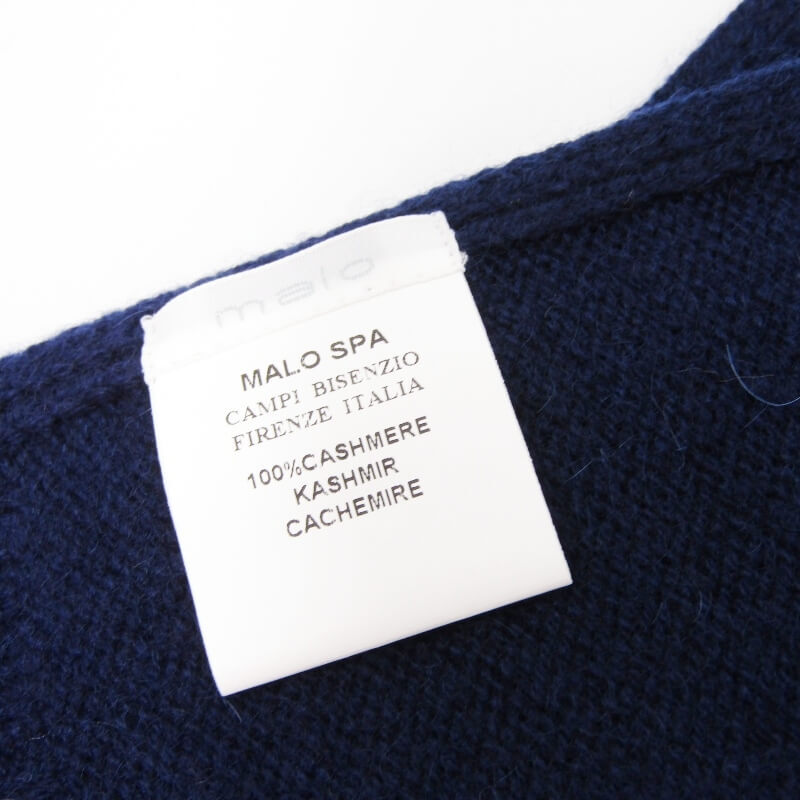 malo
MALO SPA
CAMPI BISENZIO
FIRENZE ITALIA
100%CASHMERE
KASHMIR
CACHEMIRE